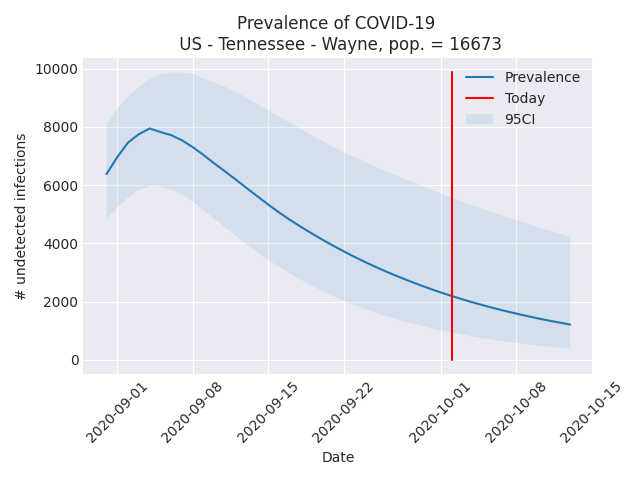 Prevalence of COVID-19
US - Tennessee - Wayne, pop. = 16673
10000
8000
6000
4000
2000
0
# undetected infections
Prevalence
Today
95CI
2020-09-01
2020-09-08
2020-09-15
2020-09-22
2020-10-01
2020-10-08
2020-10-15
Date